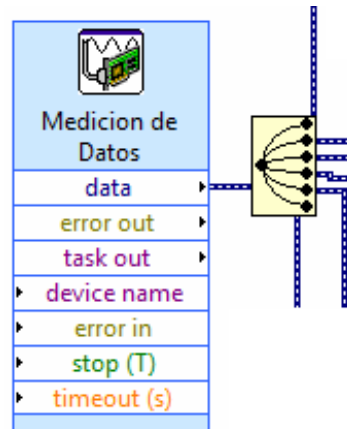 Medicion de
Datos
data
error out
task out
device name
error in
stop (T)
timeout (s)